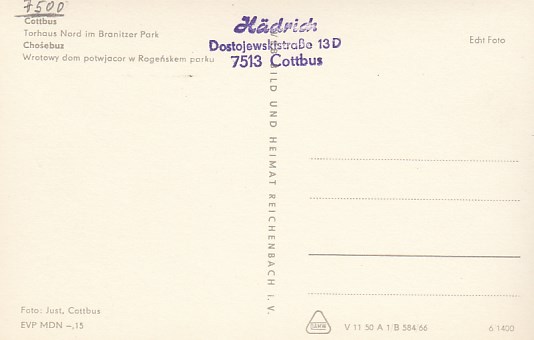 7500
Cottbus
Torhaus Nord im Branitzer Park
Chośebuz
Wrotowy dom potwjacor w Rogeńskem parku
Hädrich
Dostojewskistraße 13 D
7513 Cottbus
Echt Foto
BILD UND HEIMAT REICHENBACH i. V.
Foto: Just, Cottbus
EVP MDN –,15
V 11 50 A 1/B 584/66
6 1400